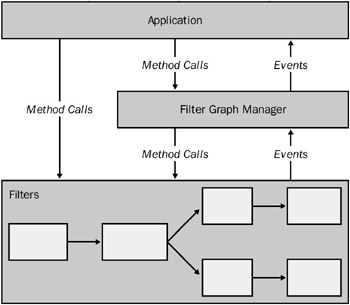 Application
Method Calls
Events
Method Calls
Filter Graph Manager
Method Calls
Events
Filters